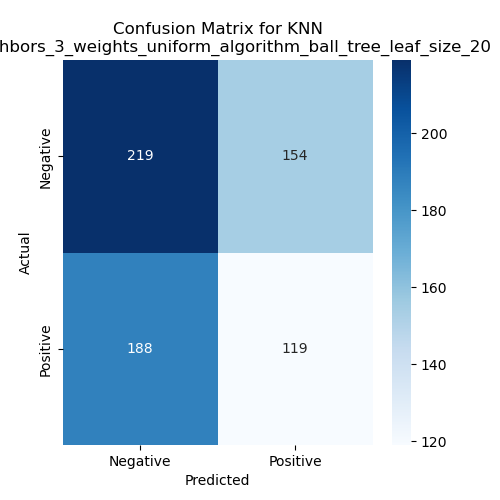 Confusion Matrix for KNN
hbors_3_weights_uniform_algorithm_ball_tree_leaf_size_20
Negative
219
154
200
180
Actual
160
Positive
188
119
140
120
Negative
Positive
Predicted